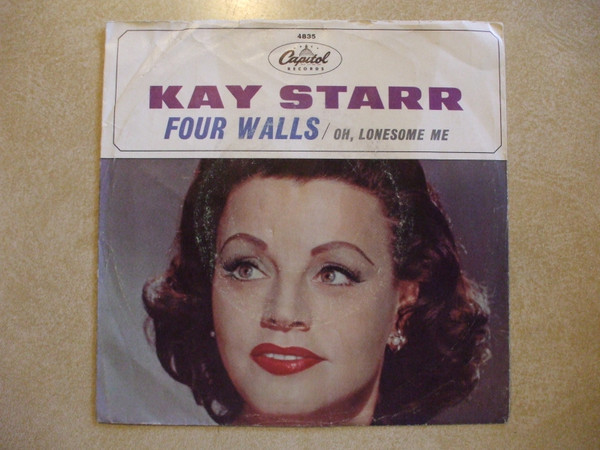 4835
Capitol
RECORDS
KAY STARR
FOUR WALLS / OH, LONESOME ME